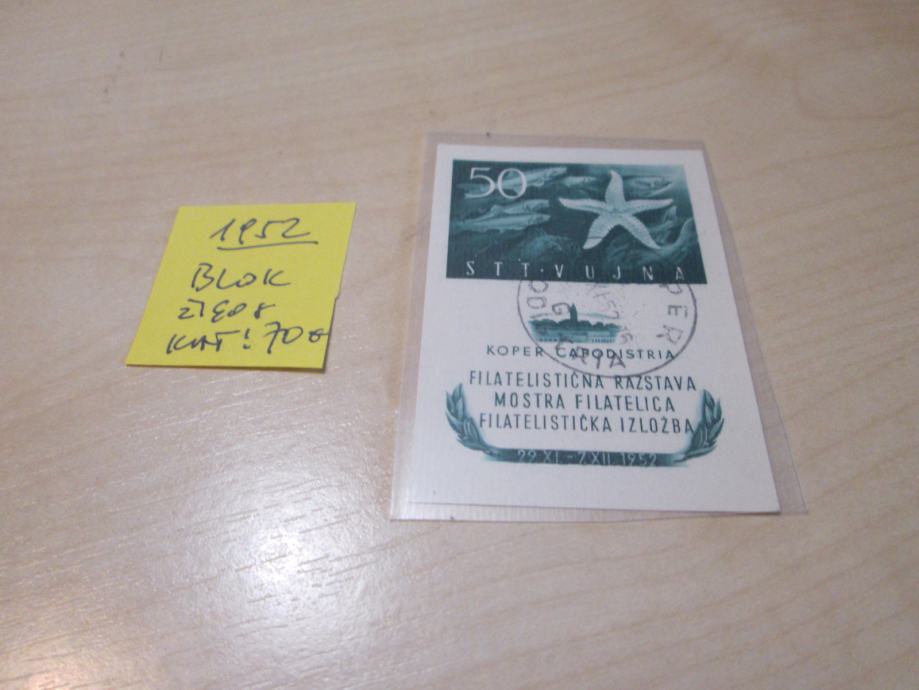 1952
BLOK
KAT! 70€
50
STT·VUJNA
KOPER CAPODISTRIA
FILATELISTIČNA RAZSTAVA
MOSTRA FILATELICA
FILATELISTIČKA IZLOŽBA
29.XI.-7.XII.1952